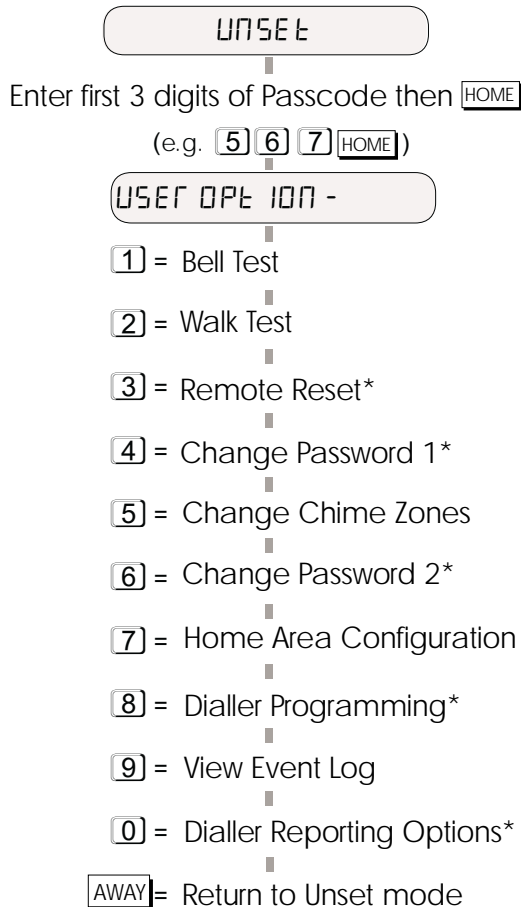 UNSEt
Enter first 3 digits of Passcode then HOME
(e.g. 5 6 7 HOME)
USEr OPt IOn -
1 = Bell Test
2 = Walk Test
3 = Remote Reset*
4 = Change Password 1*
5 = Change Chime Zones
6 = Change Password 2*
7 = Home Area Configuration
8 = Dialler Programming*
9 = View Event Log
0 = Dialler Reporting Options*
AWAY = Return to Unset mode